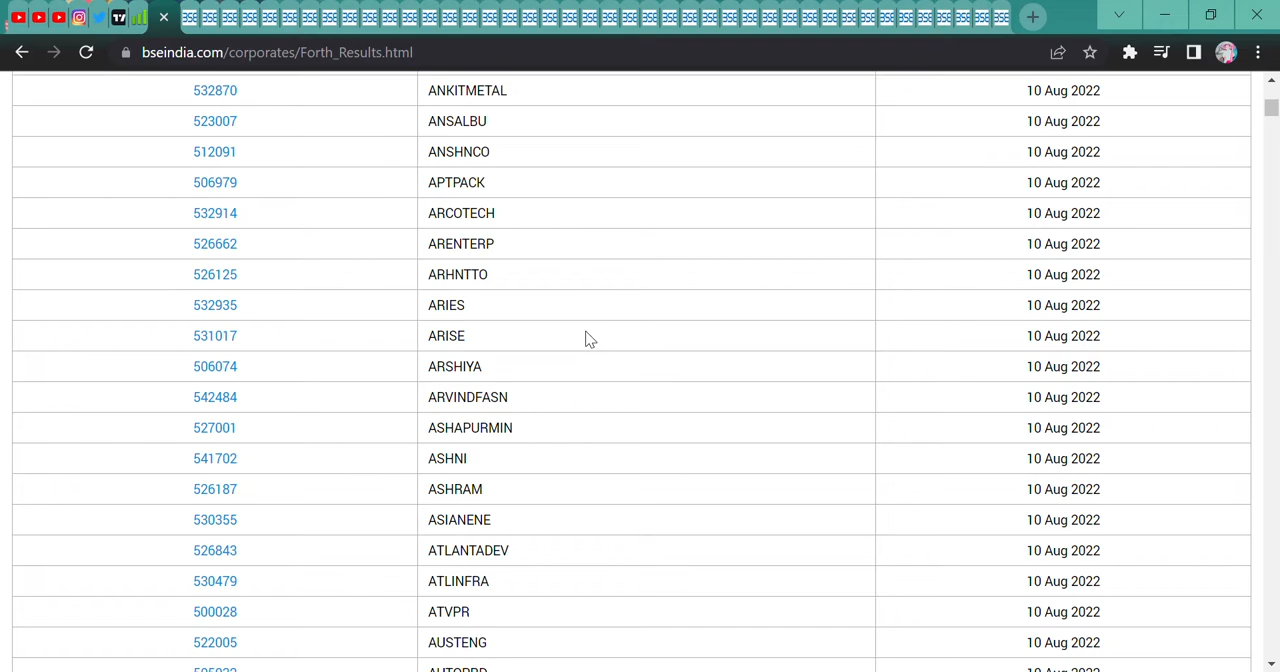 bseindia.com/corporates/Forth_Results.html
532870 ANKITMETAL 10 Aug 2022
523007 ANSALBU 10 Aug 2022
512091 ANSHNCO 10 Aug 2022
506979 APTPACK 10 Aug 2022
532914 ARCOTECH 10 Aug 2022
526662 ARENTERP 10 Aug 2022
526125 ARHNTTO 10 Aug 2022
532935 ARIES 10 Aug 2022
531017 ARISE 10 Aug 2022
506074 ARSHIYA 10 Aug 2022
542484 ARVINDFASN 10 Aug 2022
527001 ASHAPURMIN 10 Aug 2022
541702 ASHNI 10 Aug 2022
526187 ASHRAM 10 Aug 2022
530355 ASIANENE 10 Aug 2022
526843 ATLANTADEV 10 Aug 2022
530479 ATLINFRA 10 Aug 2022
500028 ATVPR 10 Aug 2022
522005 AUSTENG 10 Aug 2022